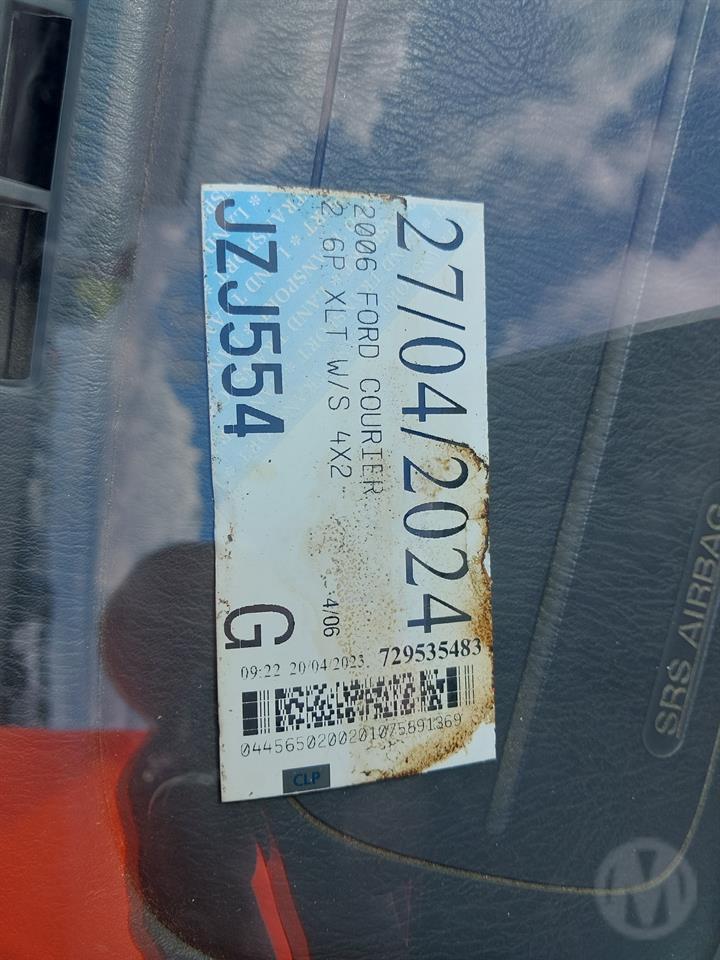 27/04/2024
2006 FORD COURIER
2.6P XLT W/S 4X2
4/06
JZJ554
G
09:22 20/04/2023
729535483
0445650200201075891369
CLP
SRS AIRBAG
M